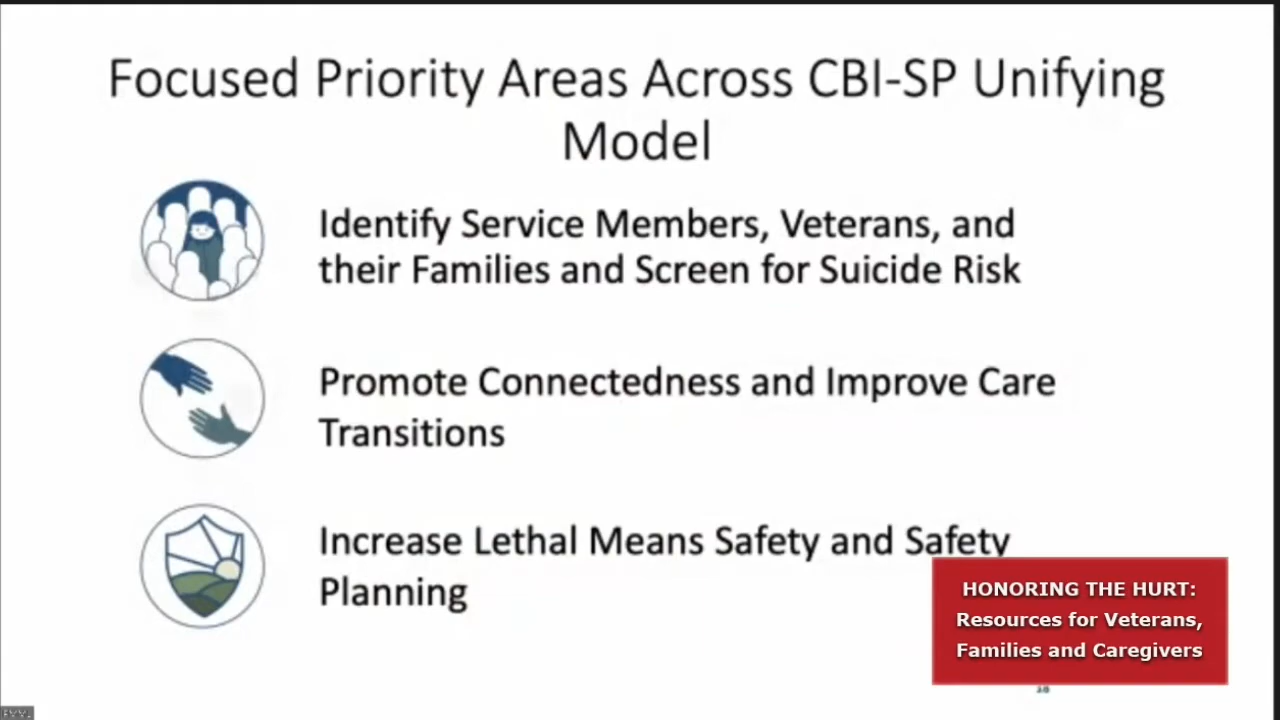 Focused Priority Areas Across CBI-SP Unifying
Model
Identify Service Members, Veterans, and
their Families and Screen for Suicide Risk
Promote Connectedness and Improve Care
Transitions
Increase Lethal Means Safety and Safety
Planning
HONORING THE HURT:
Resources for Veterans,
Families and Caregivers